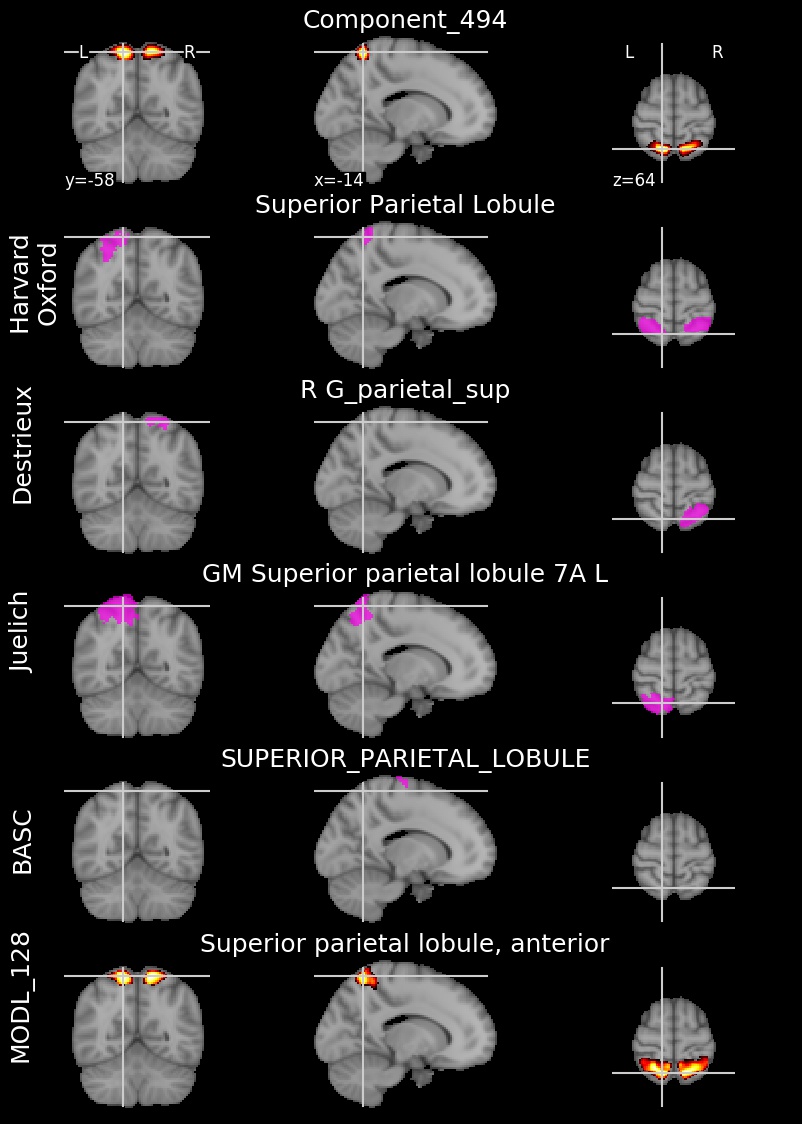 Component_494
L R
L R
y=-58
x=-14
z=64
Superior Parietal Lobule
Harvard
Oxford
R G_parietal_sup
Destrieux
GM Superior parietal lobule 7A L
Juelich
SUPERIOR_PARIETAL_LOBULE
BASC
Superior parietal lobule, anterior
MODL_128